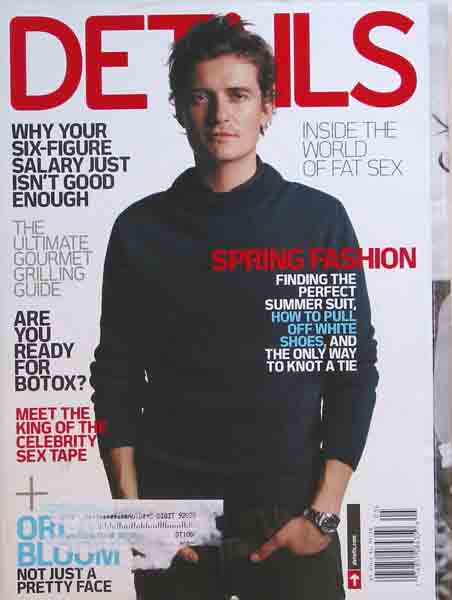 DETAILS
WHY YOUR
SIX-FIGURE
SALARY JUST
ISN'T GOOD
ENOUGH
THE
ULTIMATE
GOURMET
GRILLING
GUIDE
ARE
YOU
READY
FOR
BOTOX?
MEET THE
KING OF THE
CELEBRITY
SEX TAPE
+
BLOOM
NOT JUST A
PRETTY FACE
INSIDE THE
WORLD
OF FAT SEX
SPRING FASHION
FINDING THE
PERFECT
SUMMER SUIT,
HOW TO PULL
OFF WHITE
SHOES, AND
THE ONLY WAY
TO KNOT A TIE